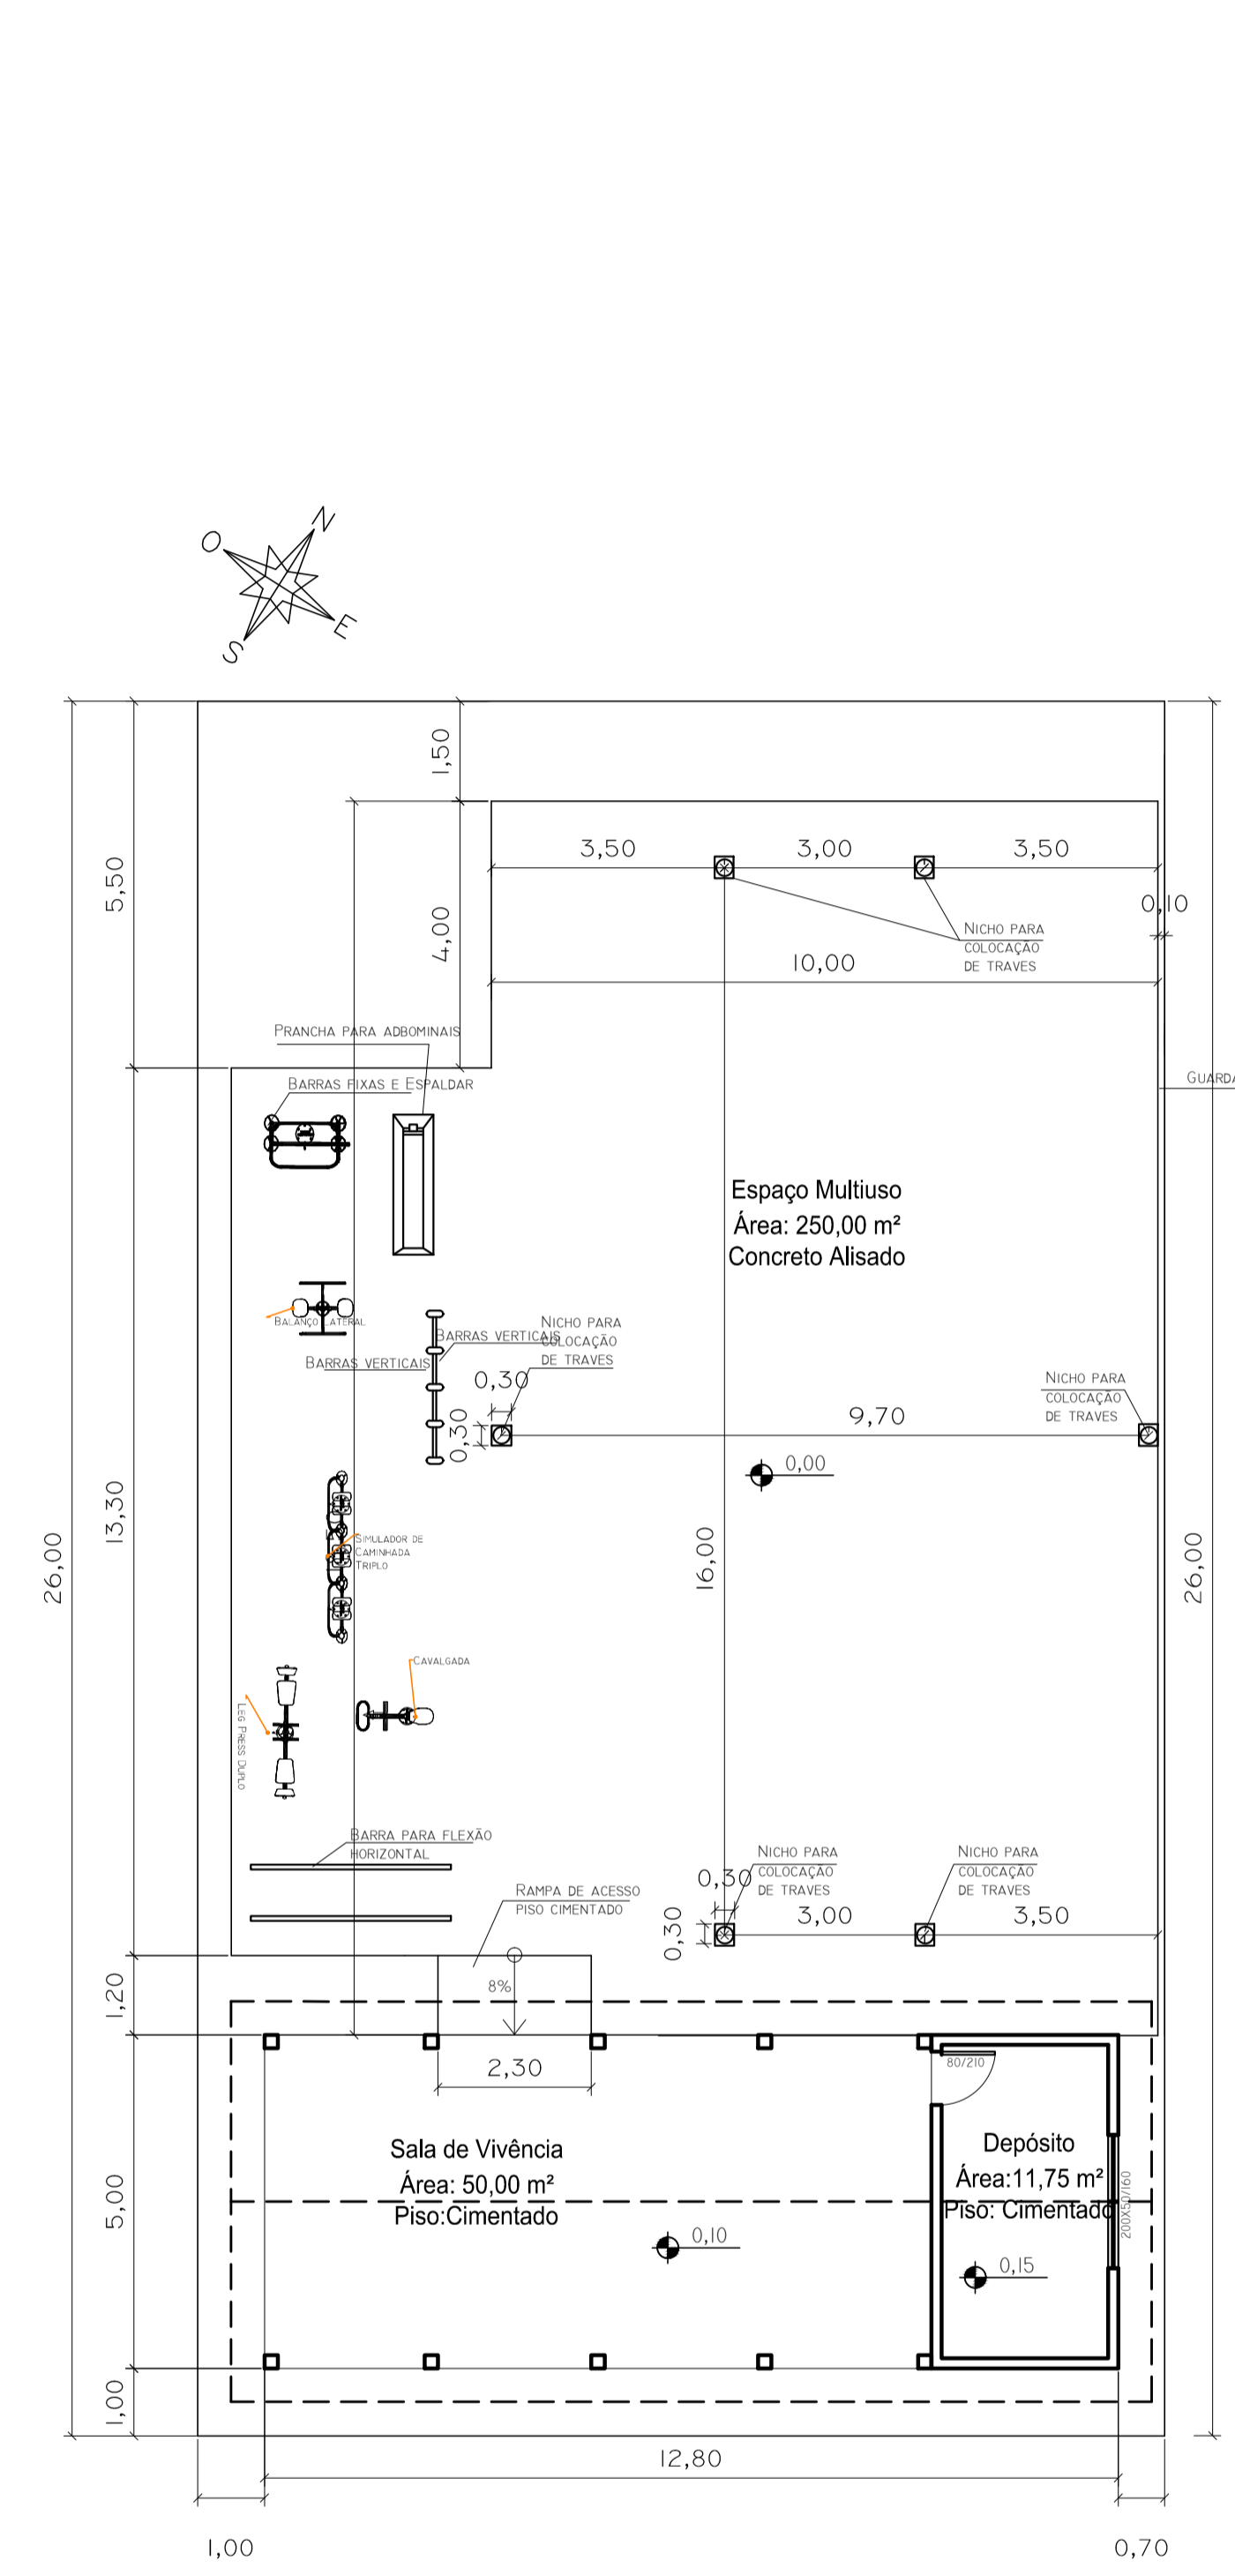 N
O
E
S
1,50
3,50
3,00
3,50
5,50
4,00
0,10
NICHO PARA
COLOCAÇÃO
DE TRAVES
10,00
PRANCHA PARA ADBOMINAIS
BARRAS FIXAS E ESPALDAR
GUARDA
Espaço Multiuso
Área: 250,00 m²
Concreto Alisado
BALANÇO LATERAL
BARRAS VERTICAIS
BARRAS VERTICAIS
NICHO PARA
COLOCAÇÃO
DE TRAVES
0,30
0,30
NICHO PARA
COLOCAÇÃO
DE TRAVES
9,70
0,00
13,30
26,00
16,00
26,00
SIMULADOR DE
CAMINHADA
TRIPLO
CAVALGADA
LEG PRESS DUPLO
BARRA PARA FLEXÃO
HORIZONTAL
NICHO PARA
COLOCAÇÃO
DE TRAVES
NICHO PARA
COLOCAÇÃO
DE TRAVES
0,30
0,30
3,00
3,50
RAMPA DE ACESSO
PISO CIMENTADO
8%
1,20
2,30
80/210
Sala de Vivência
Área: 50,00 m²
Piso:Cimentado
Depósito
Área:11,75 m²
Piso: Cimentado
200X50/160
5,00
0,10
0,15
1,00
12,80
1,00
0,70